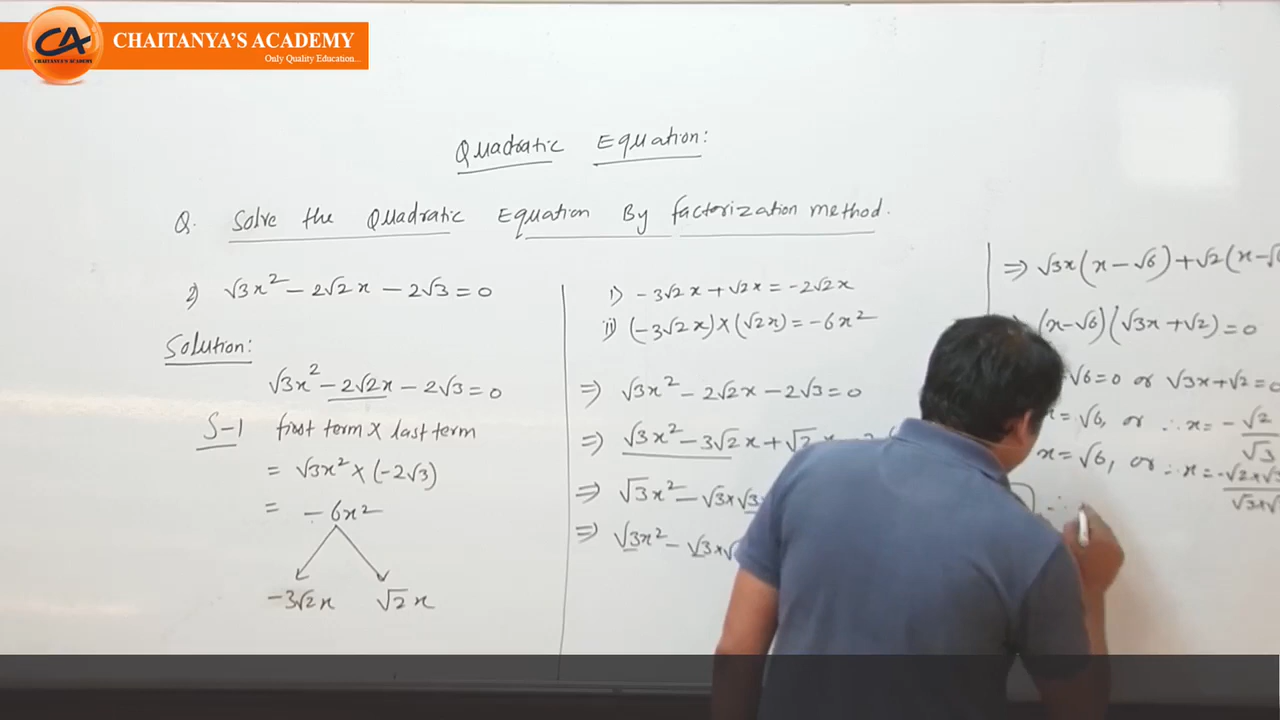 CA
CHAITANYA'S ACADEMY
CHAITANYA'S ACADEMY
Only Quality Education...
Quadratic Equation:
Q. Solve the Quadratic Equation By factorization method.
2) √3x² - 2√2x - 2√3 = 0
Solution:
√3x² - 2√2x - 2√3 = 0
S-1 first term × last term
= √3x² × (-2√3)
= -6x²
-3√2x √2x
i) -3√2x + √2x = -2√2x
ii) (-3√2x) × (√2x) = -6x²
⇒ √3x² - 2√2x - 2√3 = 0
⇒ √3x² - 3√2x + √2x
⇒ √3x² - √3×√3
⇒ √3x² - √3×√
⇒ √3x(x - √6) + √2(x - √6
(x - √6)(√3x + √2) = 0
√6 = 0 or √3x + √2 = 0
x = √6, or ∴ x = - √2/√3
x = √6, or ∴ x = -√2×√3/√3×√
∴